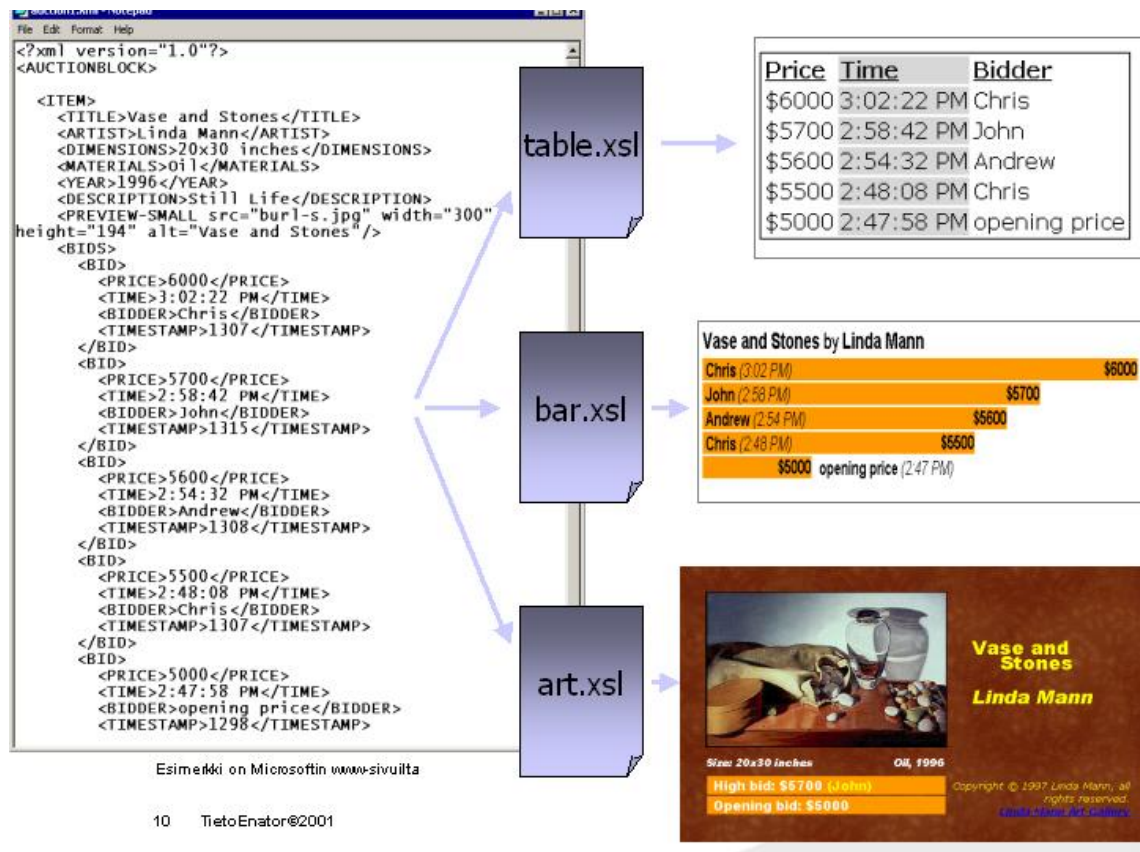 auction1.xml - Notepad
File Edit Format Help
<?xml version="1.0"?>
<AUCTIONBLOCK>
<ITEM>
<TITLE>Vase and Stones</TITLE>
<ARTIST>Linda Mann</ARTIST>
<DIMENSIONS>20x30 inches</DIMENSIONS>
<MATERIALS>Oil</MATERIALS>
<YEAR>1996</YEAR>
<DESCRIPTION>Still Life</DESCRIPTION>
<PREVIEW-SMALL src="burl-s.jpg" width="300"
height="194" alt="Vase and Stones"/>
<BIDS>
<BID>
<PRICE>6000</PRICE>
<TIME>3:02:22 PM</TIME>
<BIDDER>Chris</BIDDER>
<TIMESTAMP>1307</TIMESTAMP>
</BID>
<BID>
<PRICE>5700</PRICE>
<TIME>2:58:42 PM</TIME>
<BIDDER>John</BIDDER>
<TIMESTAMP>1315</TIMESTAMP>
</BID>
<BID>
<PRICE>5600</PRICE>
<TIME>2:54:32 PM</TIME>
<BIDDER>Andrew</BIDDER>
<TIMESTAMP>1308</TIMESTAMP>
</BID>
<BID>
<PRICE>5500</PRICE>
<TIME>2:48:08 PM</TIME>
<BIDDER>Chris</BIDDER>
<TIMESTAMP>1307</TIMESTAMP>
</BID>
<BID>
<PRICE>5000</PRICE>
<TIME>2:47:58 PM</TIME>
<BIDDER>opening price</BIDDER>
<TIMESTAMP>1298</TIMESTAMP>
table.xsl
Price Time Bidder
$6000 3:02:22 PM Chris
$5700 2:58:42 PM John
$5600 2:54:32 PM Andrew
$5500 2:48:08 PM Chris
$5000 2:47:58 PM opening price
bar.xsl
Vase and Stones by Linda Mann
Chris (3:02 PM) $6000
John (2:58 PM) $5700
Andrew (2:54 PM) $5600
Chris (2:48 PM) $5500
$5000 opening price (2:47 PM)
art.xsl
Vase and
Stones
Linda Mann
Size: 20x30 inches Oil, 1996
High bid: $5700 (John)
Opening bid: $5000
Copyright © 1997 Linda Mann, all
rights reserved.
Linda Mann Art Gallery
Esimerkki on Microsoftin www-sivuilta
10 TietoEnator©2001